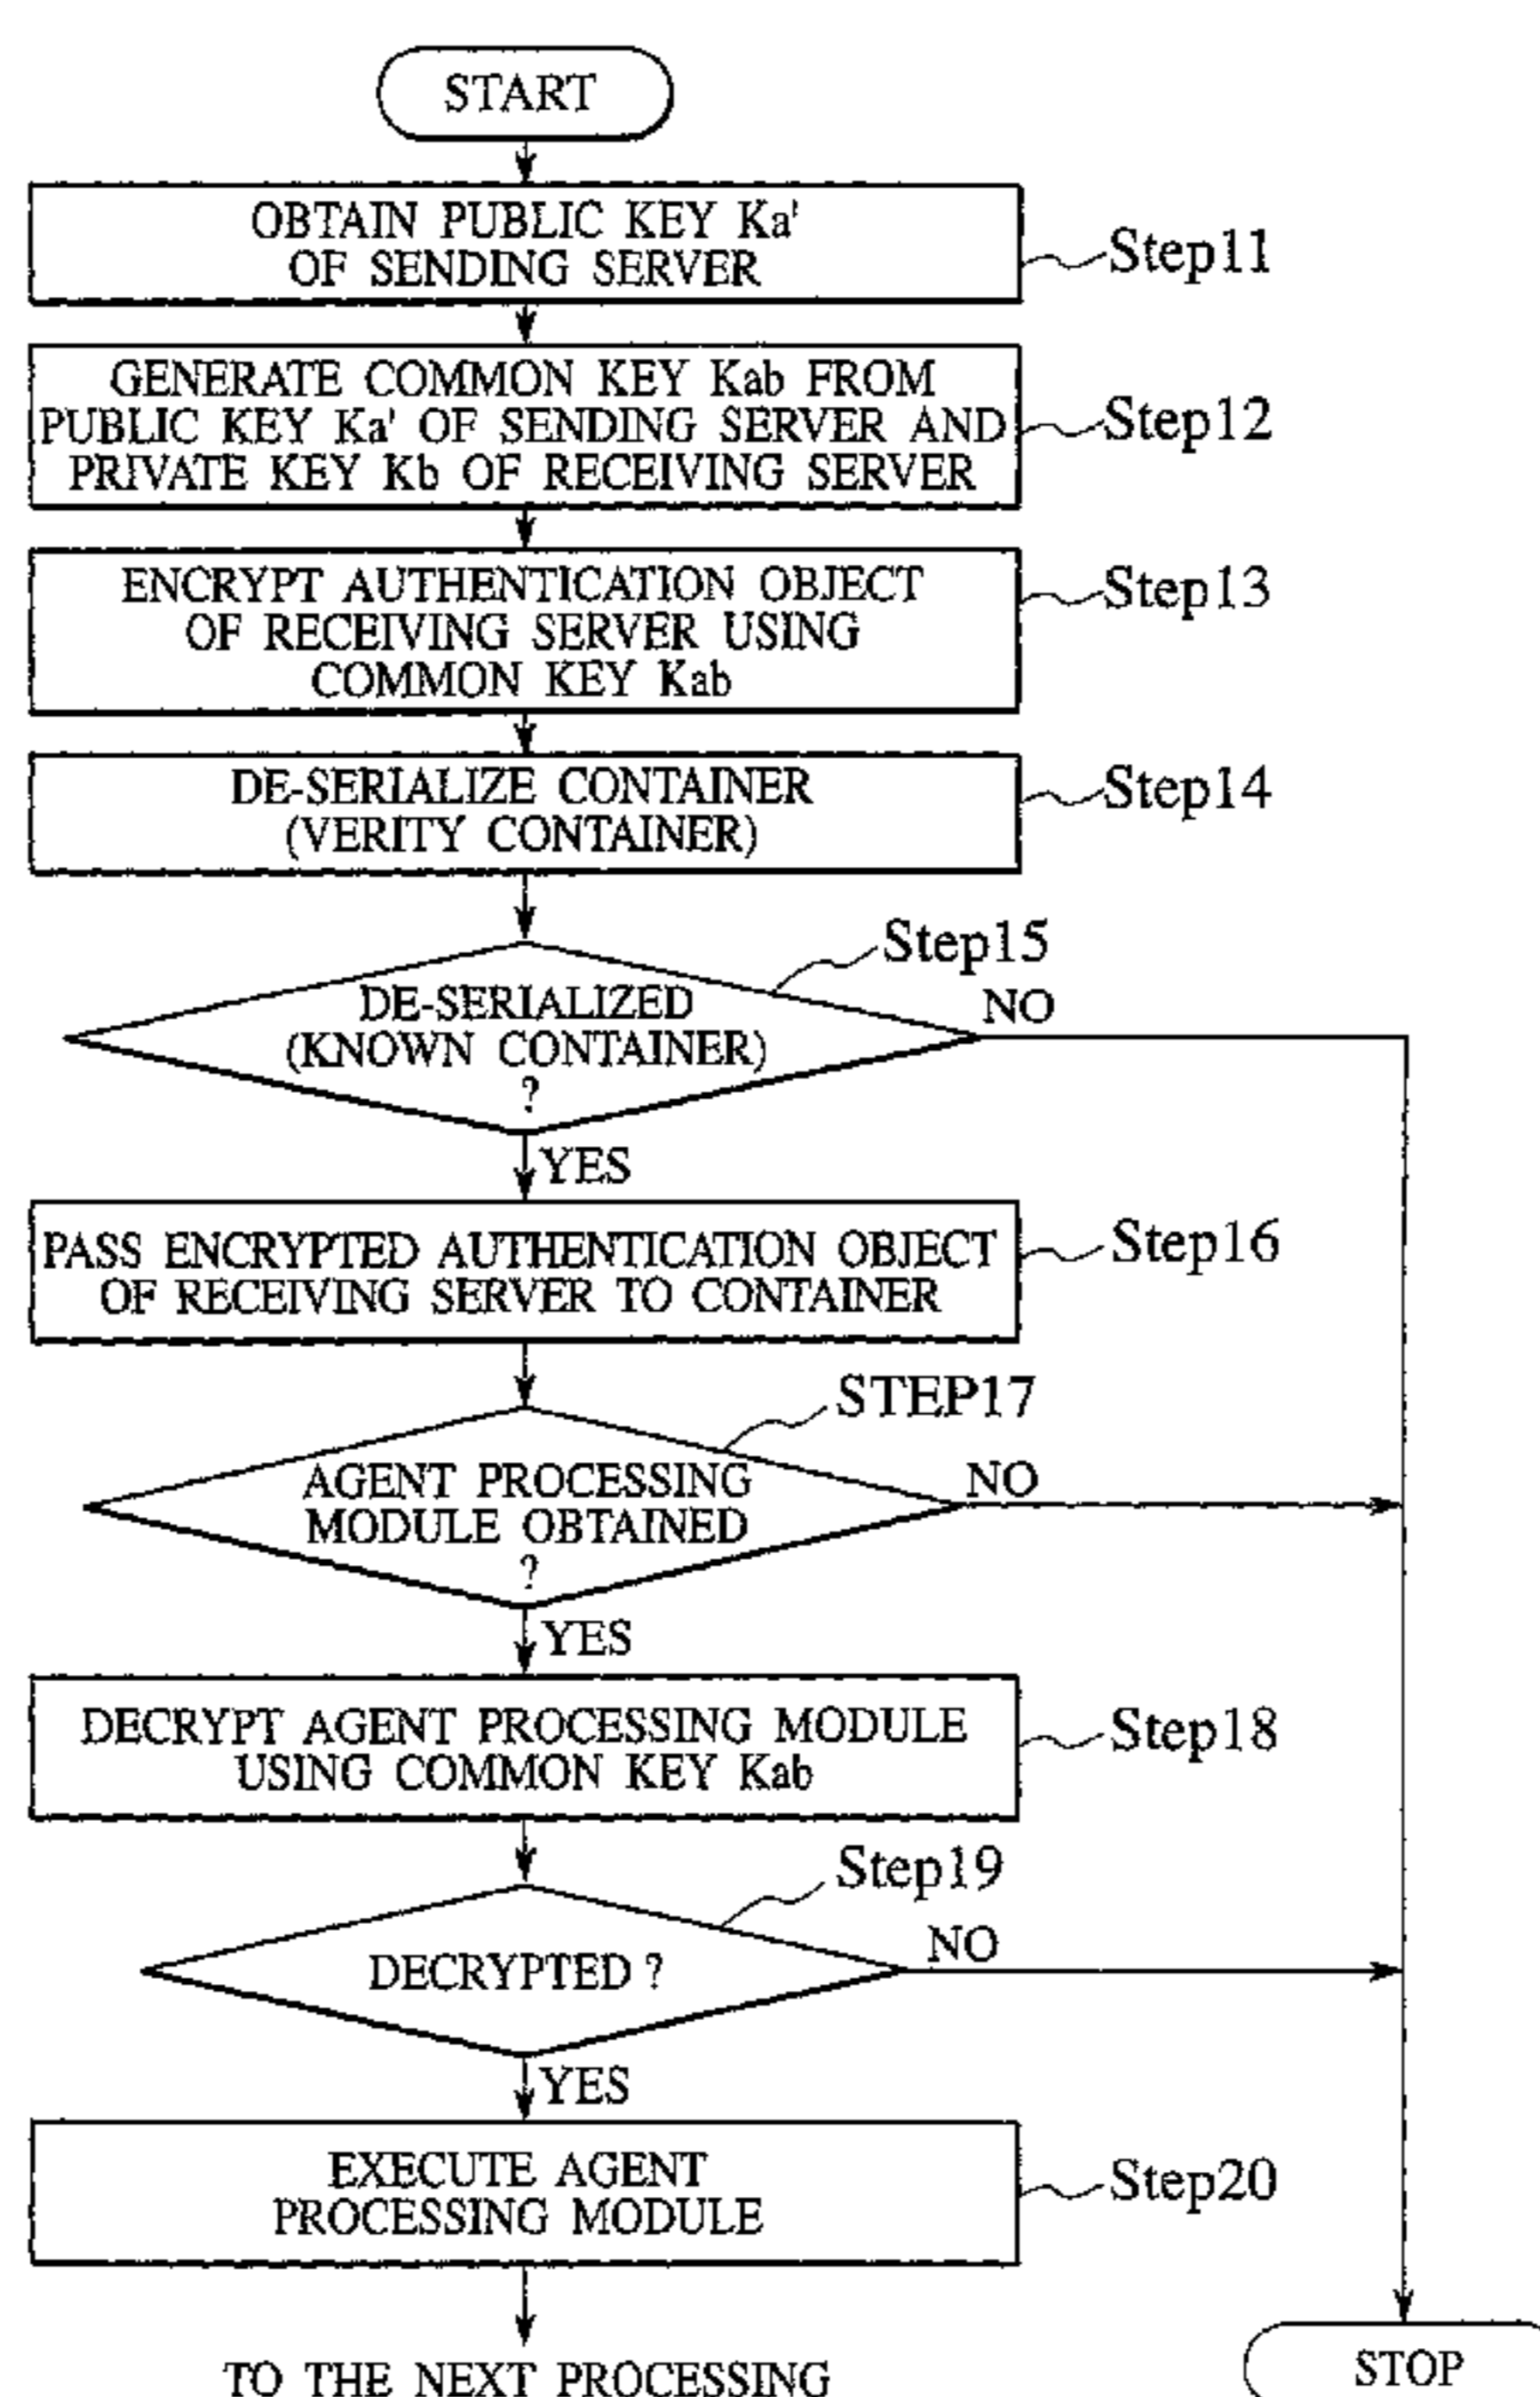 START
OBTAIN PUBLIC KEY Ka'
OF SENDING SERVER
Step11
GENERATE COMMON KEY Kab FROM
PUBLIC KEY Ka' OF SENDING SERVER AND
PRIVATE KEY Kb OF RECEIVING SERVER
Step12
ENCRYPT AUTHENTICATION OBJECT
OF RECEIVING SERVER USING
COMMON KEY Kab
Step13
DE-SERIALIZE CONTAINER
(VERITY CONTAINER)
Step14
Step15
DE-SERIALIZED
(KNOWN CONTAINER)
?
NO
YES
PASS ENCRYPTED AUTHENTICATION OBJECT
OF RECEIVING SERVER TO CONTAINER
Step16
STEP17
AGENT PROCESSING
MODULE OBTAINED
?
NO
YES
DECRYPT AGENT PROCESSING MODULE
USING COMMON KEY Kab
Step18
Step19
DECRYPTED ?
NO
YES
EXECUTE AGENT
PROCESSING MODULE
Step20
TO THE NEXT PROCESSING
STOP